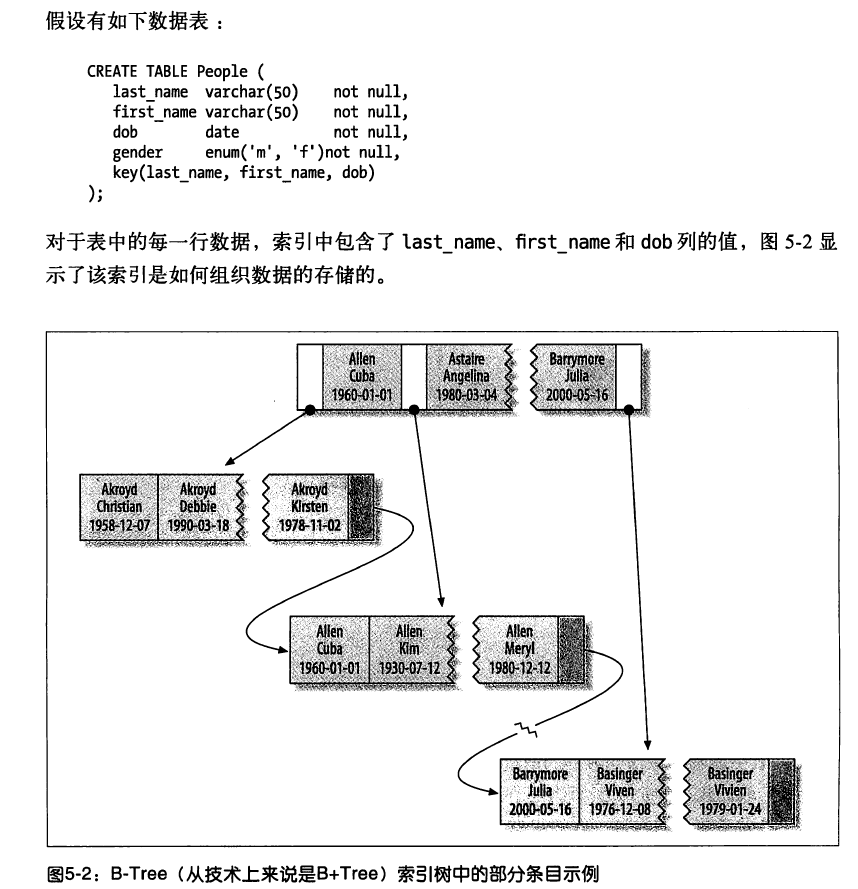 假设有如下数据表：
CREATE TABLE People (
last_name varchar(50) not null,
first_name varchar(50) not null,
dob date not null,
gender enum('m', 'f')not null,
key(last_name, first_name, dob)
);
对于表中的每一行数据，索引中包含了 last_name、first_name 和 dob 列的值，图 5-2 显
示了该索引是如何组织数据的存储的。
Allen
Cuba
1960-01-01
Astaire
Angelina
1980-03-04
Barrymore
Julia
2000-05-16
Akroyd
Christian
1958-12-07
Akroyd
Debbie
1990-03-18
Akroyd
Kirsten
1978-11-02
Allen
Cuba
1960-01-01
Allen
Kim
1930-07-12
Allen
Meryl
1980-12-12
Barrymore
Julia
2000-05-16
Basinger
Viven
1976-12-08
Basinger
Vivien
1979-01-24
图5-2：B-Tree（从技术上来说是B+Tree）索引树中的部分条目示例